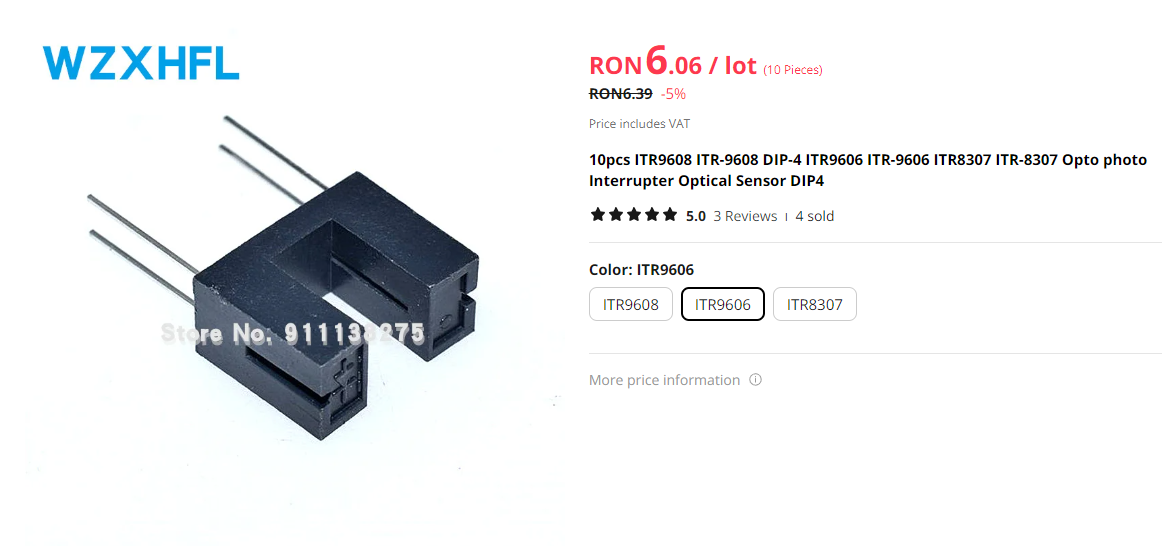 WZXHFL
Store No: 911133275
RON6.06 / lot (10 Pieces)
RON6.39 -5%
Price includes VAT
10pcs ITR9608 ITR-9608 DIP-4 ITR9606 ITR-9606 ITR8307 ITR-8307 Opto photo
Interrupter Optical Sensor DIP4
5.0 3 Reviews 4 sold
Color: ITR9606
ITR9608 ITR9606 ITR8307
More price information